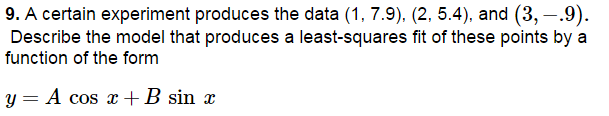 9. A certain experiment produces the data (1, 7.9), (2, 5.4), and (3, −.9).
Describe the model that produces a least-squares fit of these points by a
function of the form
y = A cos x + B sin x